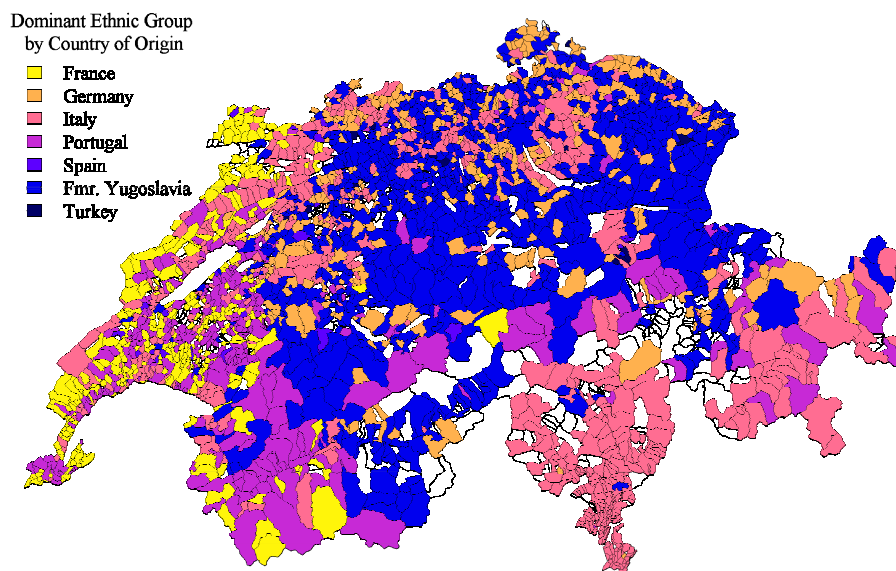 Dominant Ethnic Group
by Country of Origin
France
Germany
Italy
Portugal
Spain
Fmr. Yugoslavia
Turkey